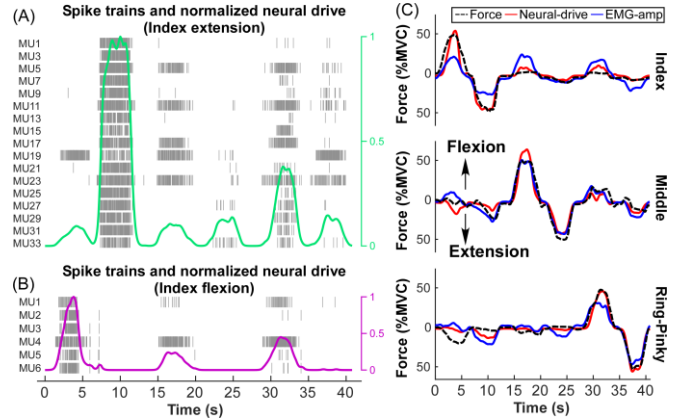 (A)
Spike trains and normalized neural drive
(Index extension)
MU1
MU3
MU5
MU7
MU9
MU11
MU13
MU15
MU17
MU19
MU21
MU23
MU25
MU27
MU29
MU31
MU33
1
0.5
0
(B)
Spike trains and normalized neural drive
(Index flexion)
MU1
MU2
MU3
MU4
MU5
MU6
1
0.5
0
0 5 10 15 20 25 30 35 40
Time (s)
(C)
Force Neural-drive EMG-amp
Force (%MVC)
50
0
50
Index
Force (%MVC)
50
0
50
Flexion
Extension
Middle
Force (%MVC)
50
0
50
Ring-Pinky
0 5 10 15 20 25 30 35 40
Time (s)